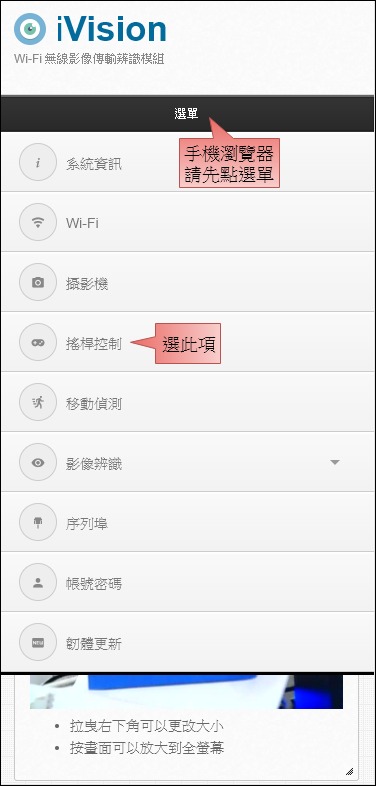 iVision
Wi-Fi 無線影像傳輸辨識模組
選單
手機瀏覽器
請先點選單
系統資訊
Wi-Fi
攝影機
搖桿控制
選此項
移動偵測
影像辨識
序列埠
帳號密碼
韌體更新
拉曳右下角可以更改大小
按畫面可以放大到全螢幕